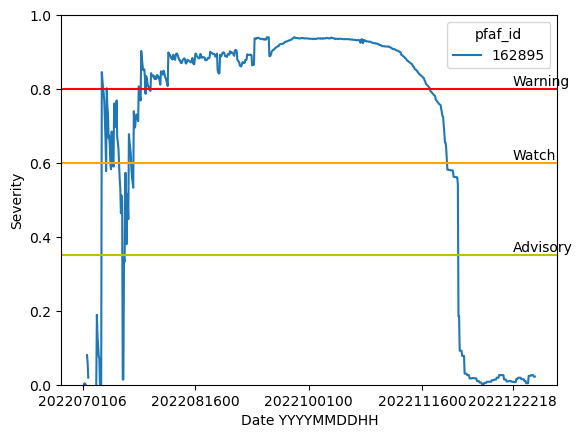 pfaf_id
162895
1.0
0.8
0.6
0.4
0.2
0.0
Severity
Warning
Watch
Advisory
2022070106 2022081600 2022100100 2022111600 2022122218
Date YYYYMMDDHH